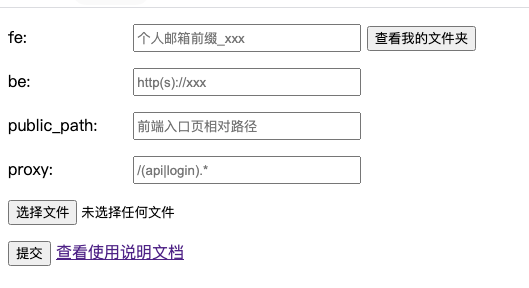 fe: 个人邮箱前缀_xxx 查看我的文件夹
be: http(s)://xxx
public_path: 前端入口页相对路径
proxy: /(api|login).*
选择文件 未选择任何文件
提交 查看使用说明文档